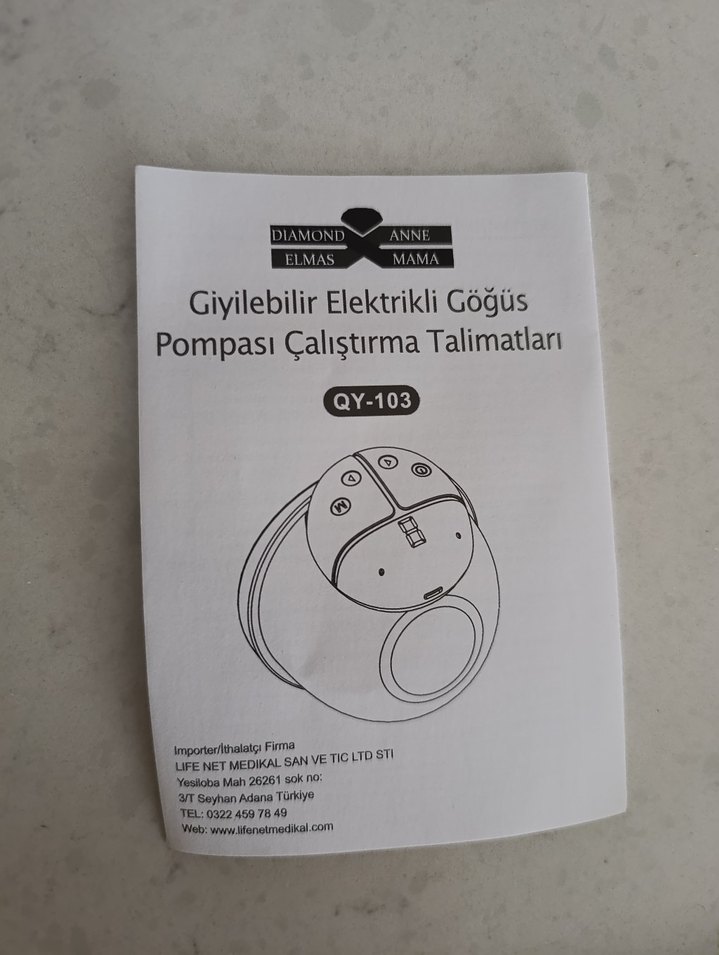 DIAMOND ANNE
ELMAS MAMA
Giyilebilir Elektrikli Göğüs
Pompası Çalıştırma Talimatları
QY-103
M
Importer/İthalatçı Firma
LIFE NET MEDIKAL SAN VE TIC LTD STI
Yesiloba Mah 26261 sok no:
3/T Seyhan Adana Türkiye
TEL: 0322 459 78 49
Web: www.lifenetmedikal.com